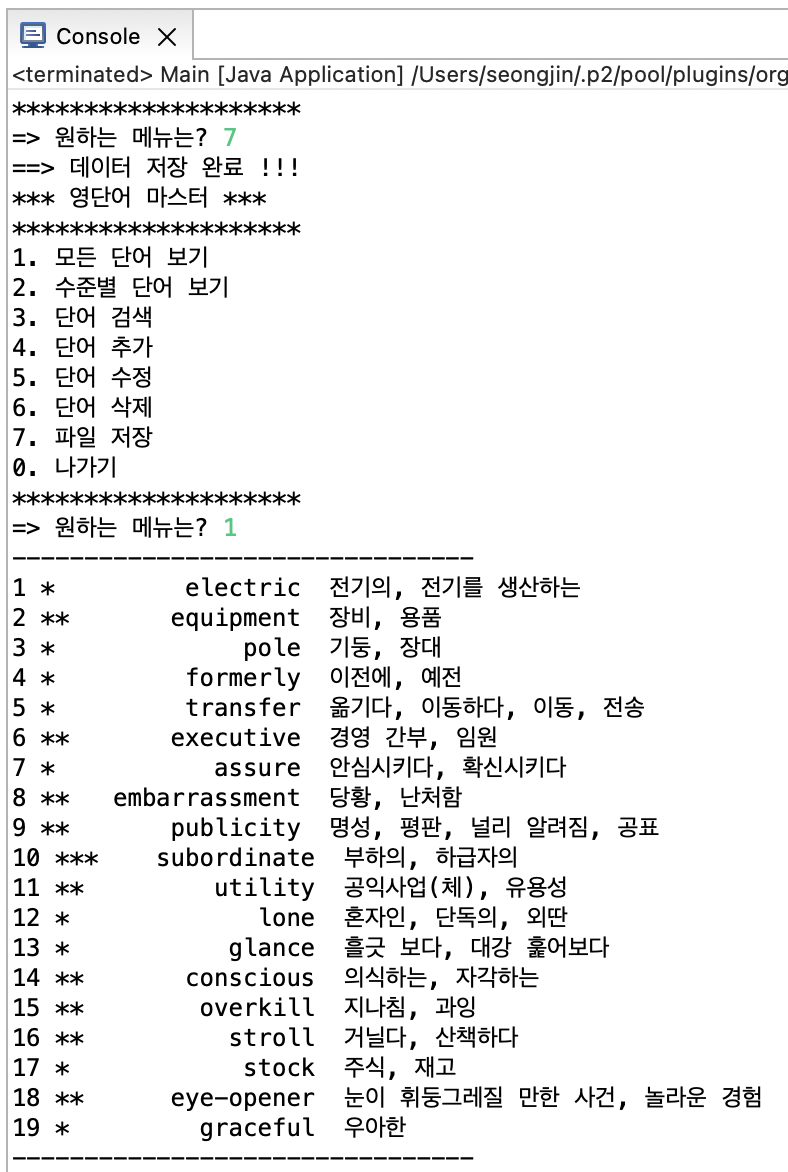 Console
<terminated> Main [Java Application] /Users/seongjin/.p2/pool/plugins/org
********************
=> 원하는 메뉴는? 7
==> 데이터 저장 완료 !!!
*** 영단어 마스터 ***
********************
1. 모든 단어 보기
2. 수준별 단어 보기
3. 단어 검색
4. 단어 추가
5. 단어 수정
6. 단어 삭제
7. 파일 저장
0. 나가기
********************
=> 원하는 메뉴는? 1
--------------------------------
1 *         electric  전기의, 전기를 생산하는
2 **       equipment  장비, 용품
3 *             pole  기둥, 장대
4 *         formerly  이전에, 예전
5 *         transfer  옮기다, 이동하다, 이동, 전송
6 **       executive  경영 간부, 임원
7 *           assure  안심시키다, 확신시키다
8 **   embarrassment  당황, 난처함
9 **       publicity  명성, 평판, 널리 알려짐, 공표
10 ***    subordinate  부하의, 하급자의
11 **         utility  공익사업(체), 유용성
12 *             lone  혼자인, 단독의, 외딴
13 *           glance  흘긋 보다, 대강 훑어보다
14 **       conscious  의식하는, 자각하는
15 **        overkill  지나침, 과잉
16 **          stroll  거닐다, 산책하다
17 *            stock  주식, 재고
18 **      eye-opener  눈이 휘둥그레질 만한 사건, 놀라운 경험
19 *         graceful  우아한
--------------------------------